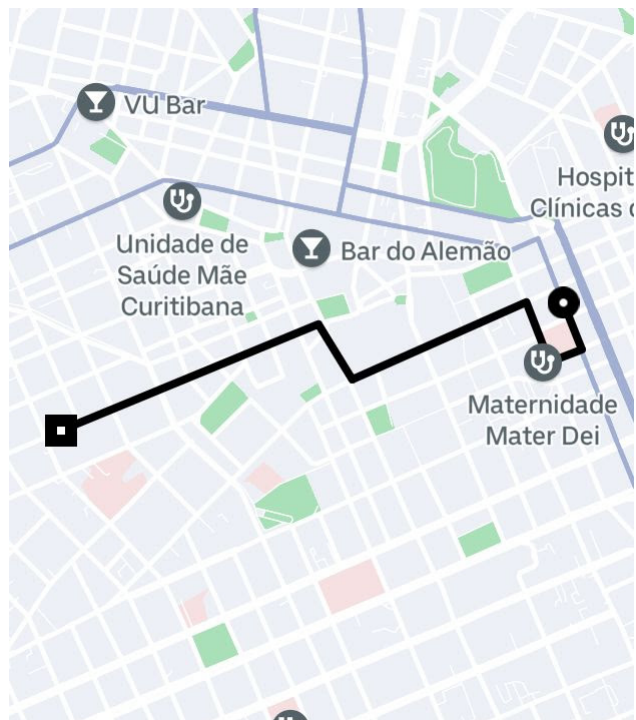 VU Bar
Hospit
Clínicas
Unidade de
Saúde Mãe
Curitibana
Bar do Alemão
Maternidade
Mater Dei